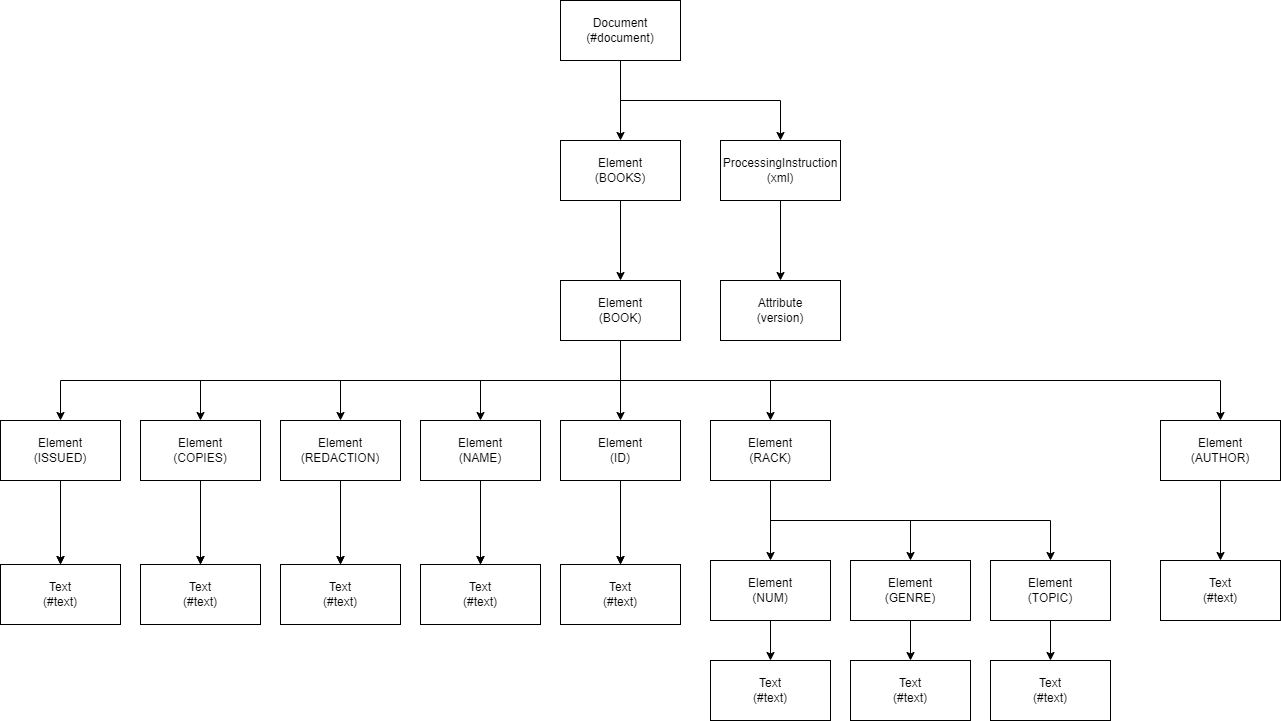 Document
(#document)
Element
(BOOKS)
ProcessingInstruction
(xml)
Element
(BOOK)
Attribute
(version)
Element
(ISSUED)
Element
(COPIES)
Element
(REDACTION)
Element
(NAME)
Element
(ID)
Element
(RACK)
Element
(AUTHOR)
Text
(#text)
Text
(#text)
Text
(#text)
Text
(#text)
Text
(#text)
Element
(NUM)
Element
(GENRE)
Element
(TOPIC)
Text
(#text)
Text
(#text)
Text
(#text)
Text
(#text)